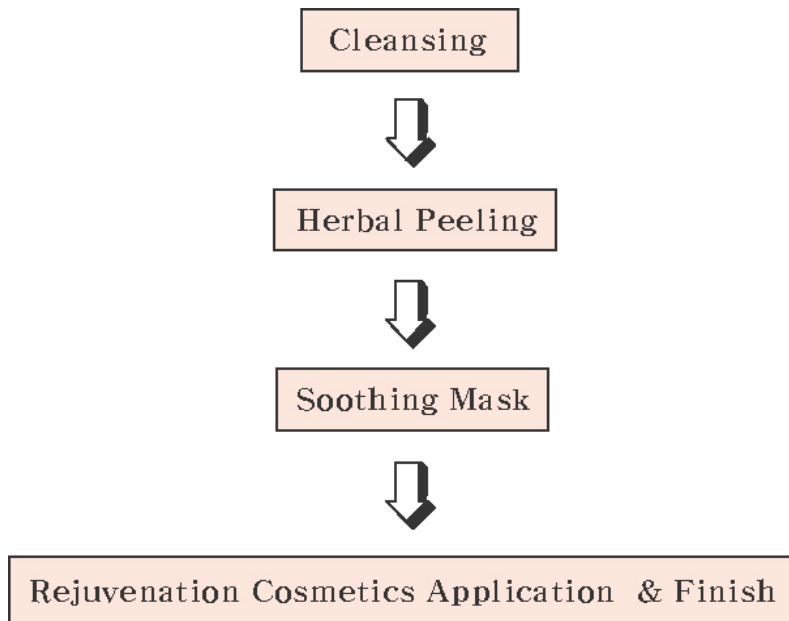 Cleansing
Herbal Peeling
Soothing Mask
Rejuvenation Cosmetics Application & Finish